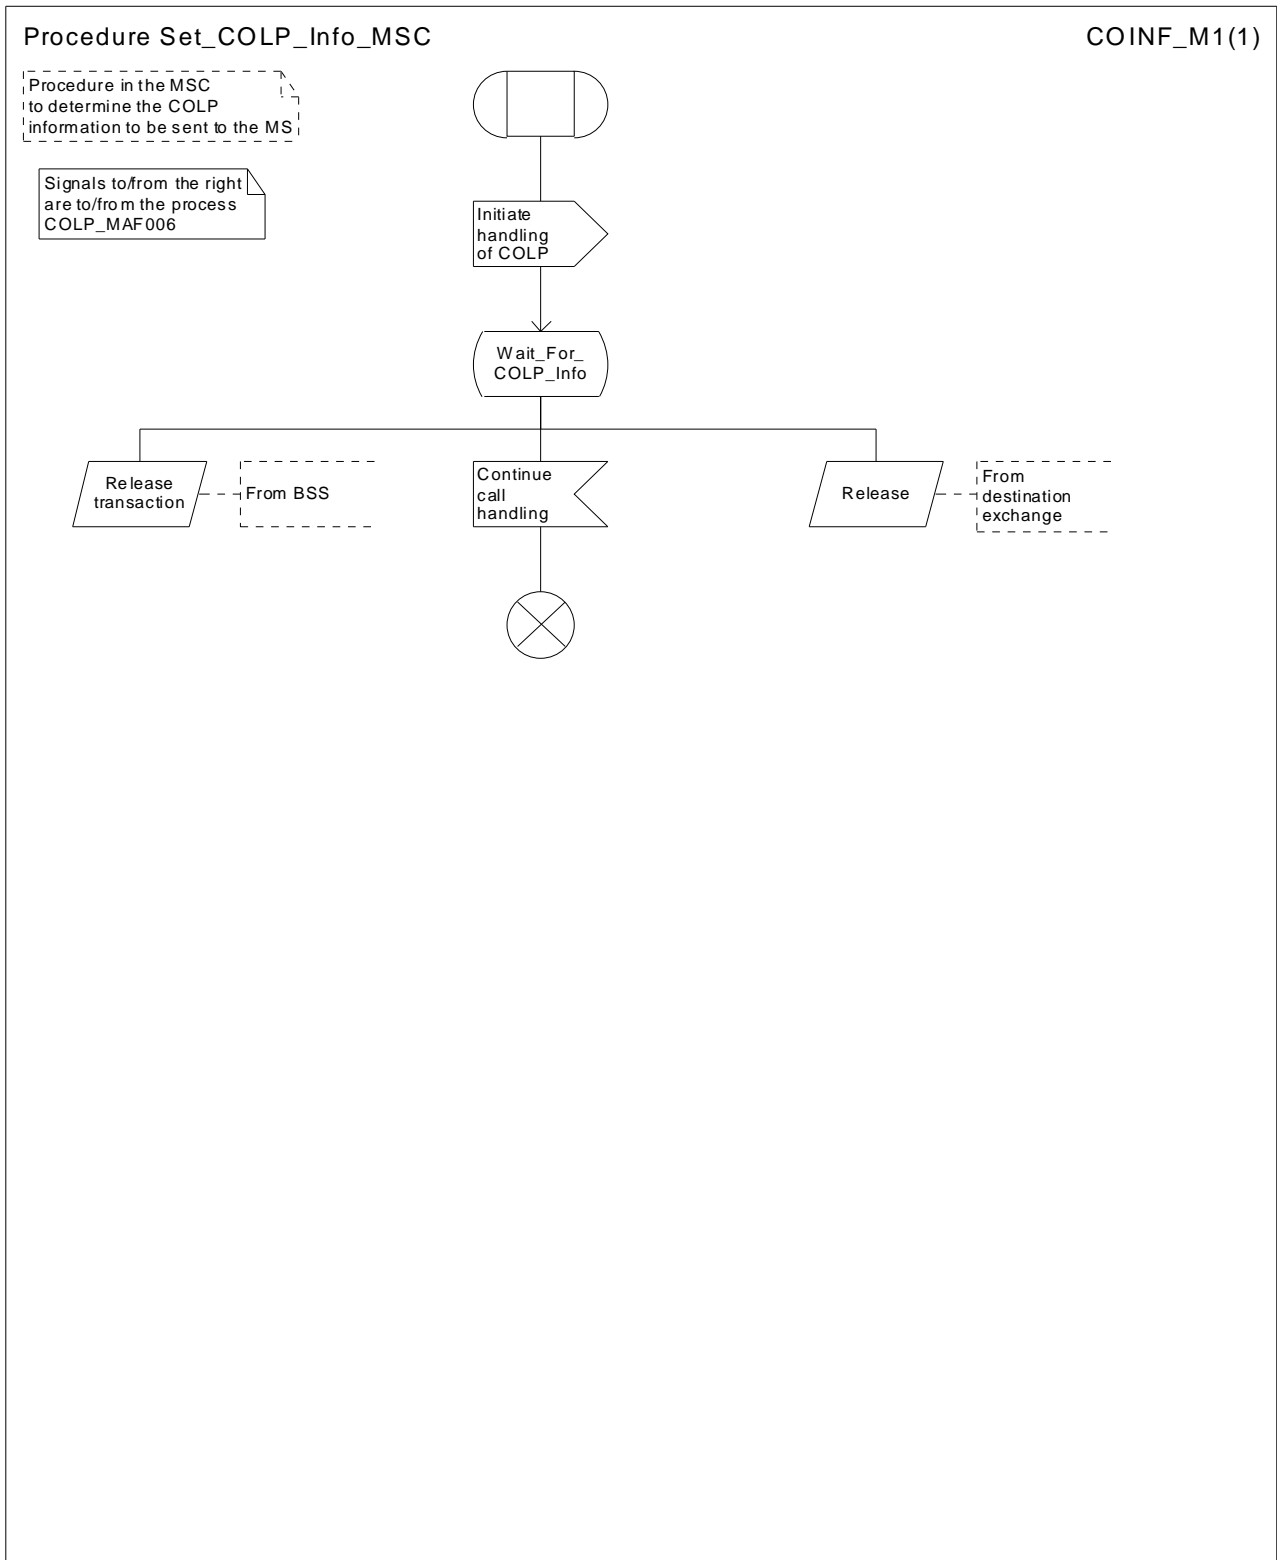 Procedure Set_COLP_Info_MSC
COINF_M1(1)
Procedure in the MSC
to determine the COLP
information to be sent to the MS
Signals to/from the right
are to/from the process
COLP_MAF006
Initiate
handling
of COLP
Wait_For_
COLP_Info
Release
transaction
From BSS
Continue
call
handling
Release
From
destination
exchange